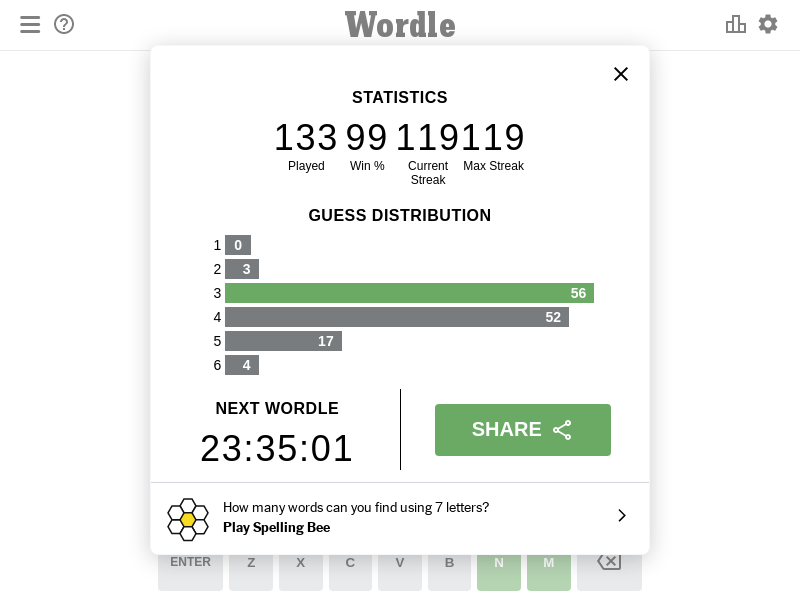 Wordle
STATISTICS
133 99 119 119
Played Win % Current Streak Max Streak
GUESS DISTRIBUTION
1 0
2 3
3 56
4 52
5 17
6 4
NEXT WORDLE
23:35:01
SHARE
How many words can you find using 7 letters?
Play Spelling Bee
ENTER Z X C V B N M